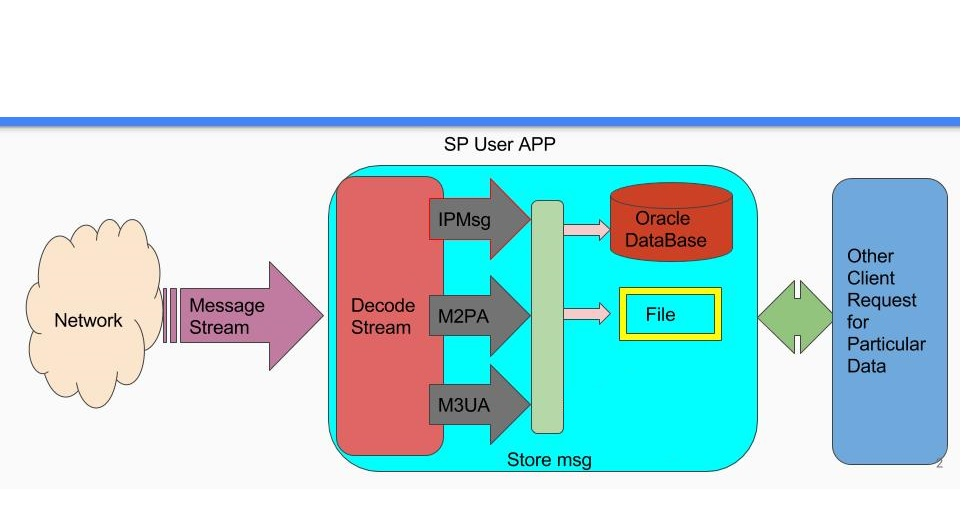 SP User APP
Network
Message
Stream
Decode
Stream
IPMsg
M2PA
M3UA
Oracle
DataBase
File
Store msg
Other
Client
Request
for
Particular
Data
2